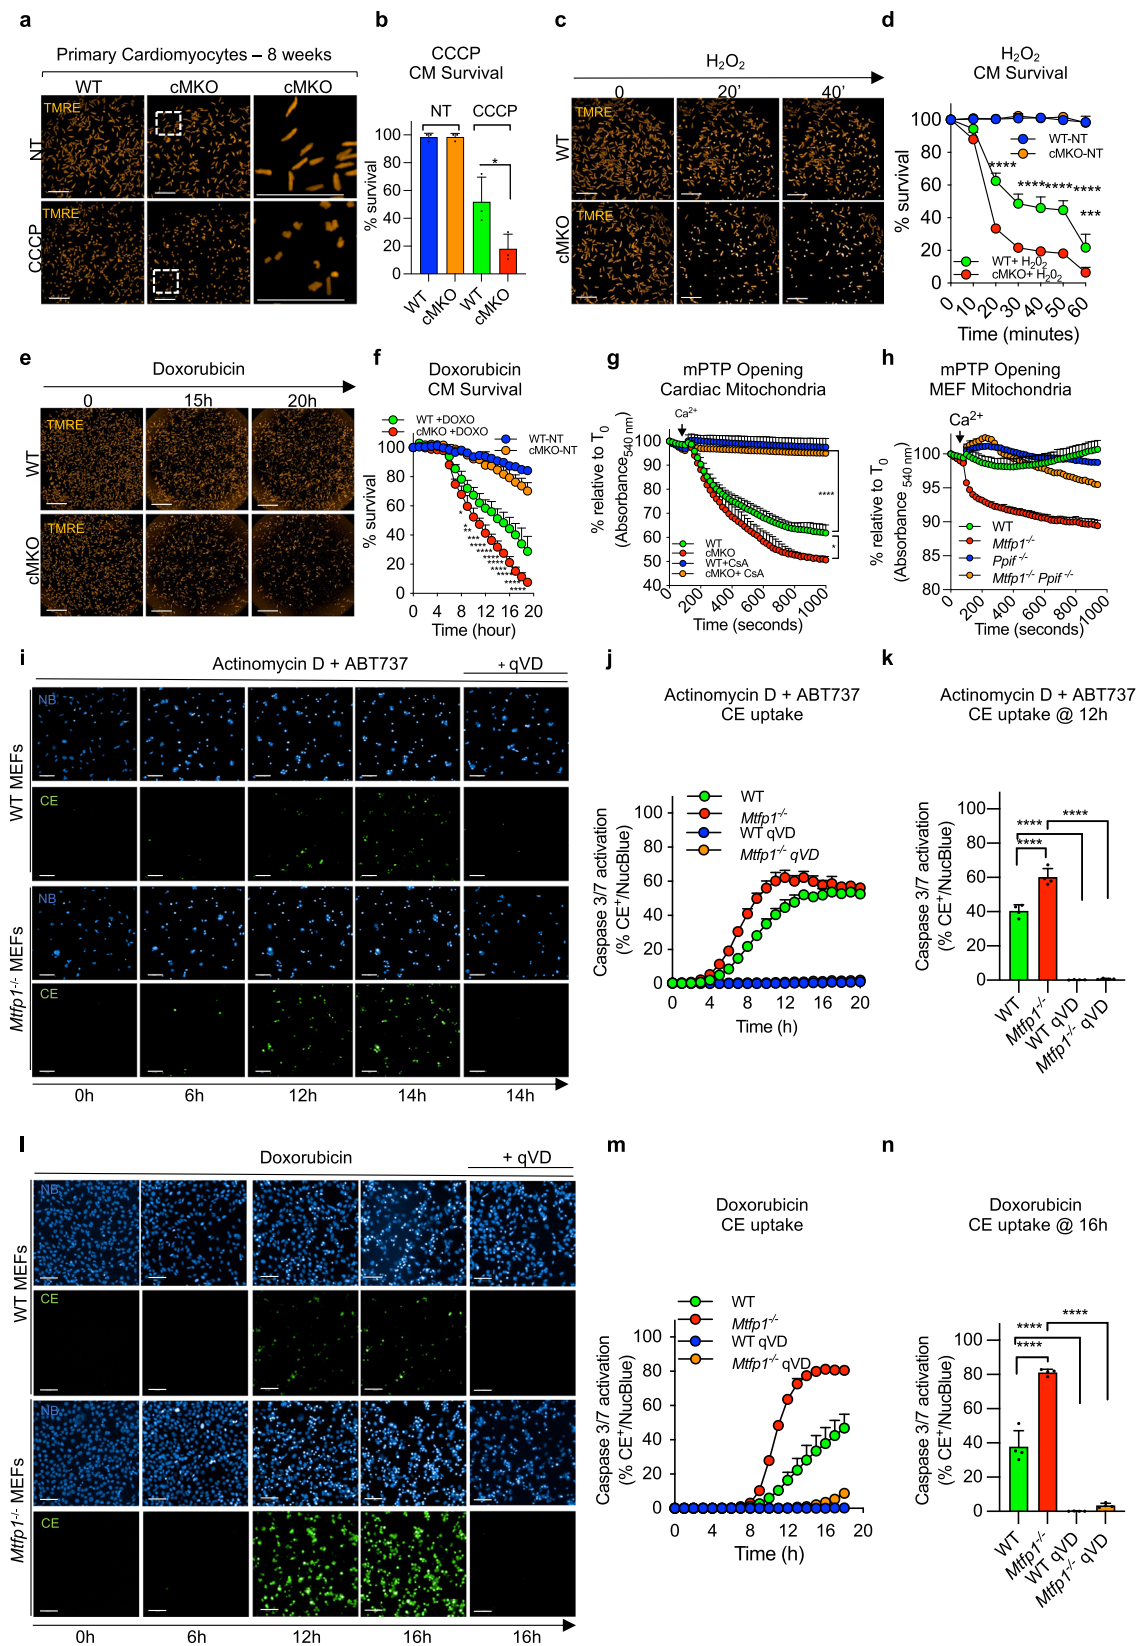 a
Primary Cardiomyocytes – 8 weeks
WT
cMKO
cMKO
TMRE
NT
TMRE
CCCP
b
CCCP
CM Survival
NT
CCCP
*
% survival
100
80
60
40
20
0
WT
cMKO
WT
cMKO
c
H₂O₂
0
20'
40'
TMRE
WT
TMRE
cMKO
d
H₂O₂
CM Survival
% survival
100
80
60
40
20
0
WT-NT
cMKO-NT
****
****
****
****
***
WT+ H₂0₂
cMKO+ H₂0₂
0
10
20
30
40
50
60
Time (minutes)
e
Doxorubicin
0
15h
20h
TMRE
WT
TMRE
cMKO
f
Doxorubicin
CM Survival
WT +DOXO
cMKO +DOXO
WT-NT
cMKO-NT
% survival
100
80
60
40
20
0
*
**
***
****
****
****
****
****
****
****
0
4
8
12
16
20
Time (hour)
g
mPTP Opening
Cardiac Mitochondria
Ca²⁺
% relative to T₀
(Absorbance₅₄₀ ₙₘ)
100
90
80
70
60
50
40
****
*
WT
cMKO
WT+CsA
cMKO+ CsA
0
200
400
600
800
1000
Time (seconds)
h
mPTP Opening
MEF Mitochondria
Ca²⁺
% relative to T₀
(Absorbance ₅₄₀ ₙₘ)
105
100
95
90
85
80
WT
Mtfp1⁻/⁻
Ppif ⁻/⁻
Mtfp1⁻/⁻ Ppif ⁻/⁻
0
200
400
600
800
1000
Time (seconds)
i
Actinomycin D + ABT737
+ qVD
NB
WT MEFs
CE
NB
Mtfp1⁻/⁻ MEFs
CE
0h
6h
12h
14h
14h
j
Actinomycin D + ABT737
CE uptake
WT
Mtfp1⁻/⁻
WT qVD
Mtfp1⁻/⁻ qVD
Caspase 3/7 activation
(% CE⁺/NucBlue)
100
80
60
40
20
0
0
4
8
12
16
20
Time (h)
k
Actinomycin D + ABT737
CE uptake @ 12h
Caspase 3/7 activation
(% CE⁺/NucBlue)
100
80
60
40
20
0
****
****
****
WT
Mtfp1⁻/⁻
WT qVD
Mtfp1⁻/⁻ qVD
l
Doxorubicin
+ qVD
NB
WT MEFs
CE
NB
Mtfp1⁻/⁻ MEFs
CE
0h
6h
12h
16h
16h
m
Doxorubicin
CE uptake
WT
Mtfp1⁻/⁻
WT qVD
Mtfp1⁻/⁻ qVD
Caspase 3/7 activation
(% CE⁺/NucBlue)
100
80
60
40
20
0
0
4
8
12
16
20
Time (h)
n
Doxorubicin
CE uptake @ 16h
Caspase 3/7 activation
(% CE⁺/NucBlue)
100
80
60
40
20
0
****
****
****
WT
Mtfp1⁻/⁻
WT qVD
Mtfp1⁻/⁻ qVD